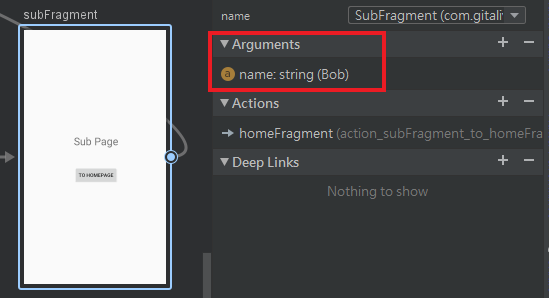 subFragment
Sub Page
TO HOMEPAGE
name
SubFragment (com.gitali
Arguments
a name: string (Bob)
Actions
homeFragment (action_subFragment_to_homeFra
Deep Links
Nothing to show